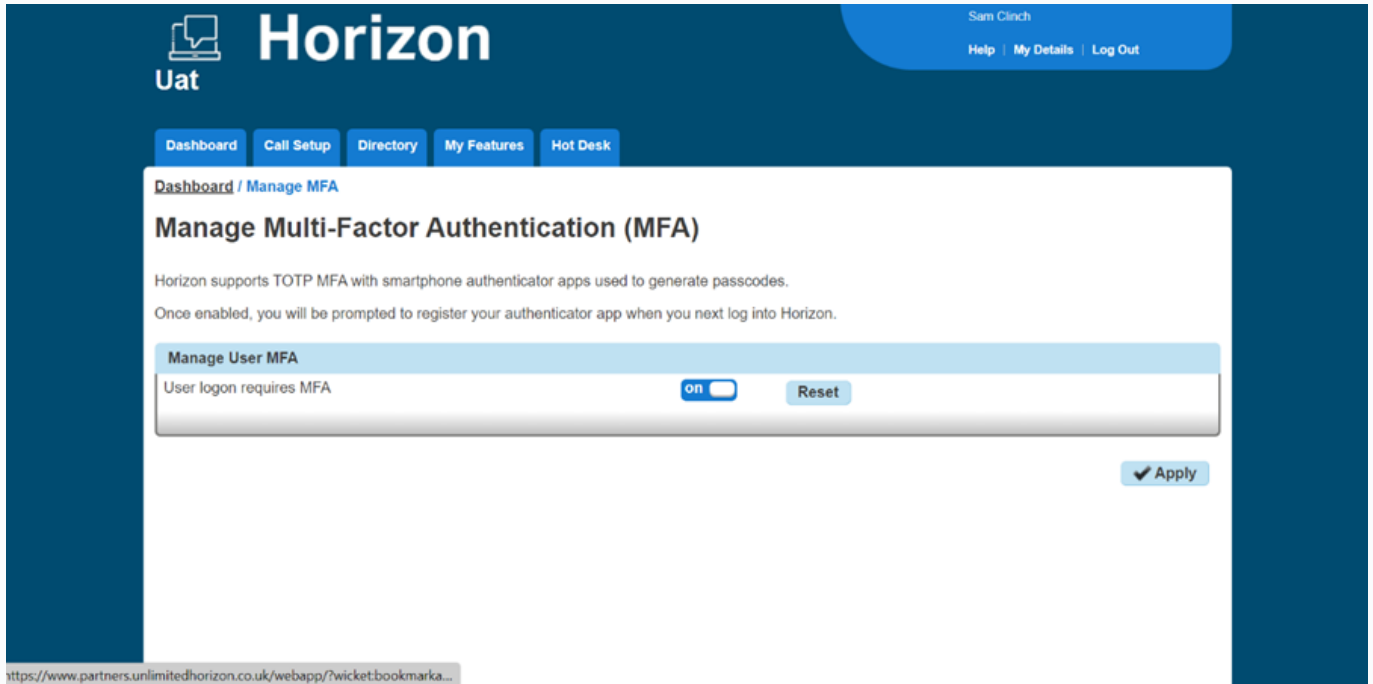 Horizon
Uat
Sam Clinch
Help | My Details | Log Out
Dashboard Call Setup Directory My Features Hot Desk
Dashboard / Manage MFA
Manage Multi-Factor Authentication (MFA)
Horizon supports TOTP MFA with smartphone authenticator apps used to generate passcodes.
Once enabled, you will be prompted to register your authenticator app when you next log into Horizon.
Manage User MFA
User logon requires MFA on Reset
Apply
https://www.partners.unlimitedhorizon.co.uk/webapp/?wicket:bookmarka...